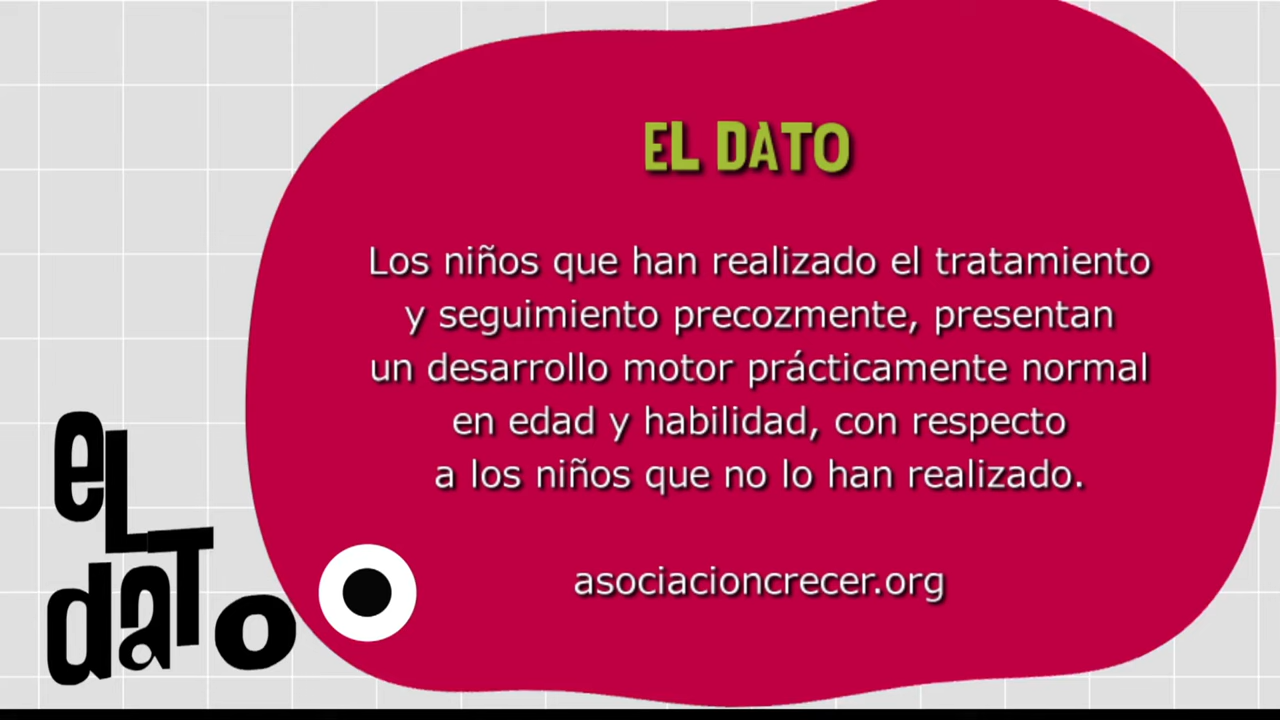 EL DATO
Los niños que han realizado el tratamiento
y seguimiento precozmente, presentan
un desarrollo motor prácticamente normal
en edad y habilidad, con respecto
a los niños que no lo han realizado.
asociacioncrecer.org
eL
daTo